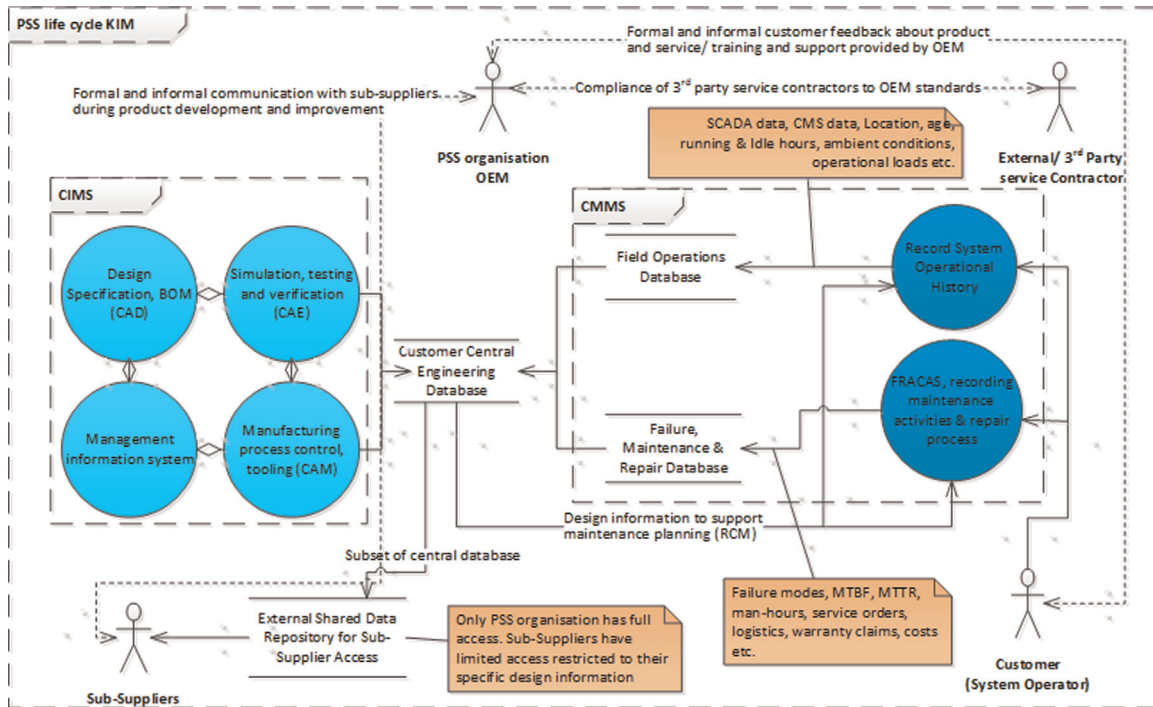 PSS life cycle KIM
Formal and informal customer feedback about product
and service/ training and support provided by OEM
Formal and informal communication with sub-suppliers
during product development and improvement
Compliance of 3rd party service contractors to OEM standards
PSS organisation
OEM
External/ 3rd Party
service Contractor
SCADA data, CMS data, Location, age,
running & Idle hours, ambient conditions,
operational loads etc.
CIMS
Design
Specification, BOM
(CAD)
Simulation, testing
and verification
(CAE)
Management
information system
Manufacturing
process control,
tooling (CAM)
Customer Central
Engineering
Database
CMMS
Field Operations
Database
Record System
Operational
History
FRACAS, recording
maintenance
activities & repair
process
Failure,
Maintenance &
Repair Database
Design information to support
maintenance planning (RCM)
Subset of central database
External Shared Data
Repository for Sub-
Supplier Access
Only PSS organisation has full
access. Sub-Suppliers have
limited access restricted to their
specific design information
Failure modes, MTBF, MTTR,
man-hours, service orders,
logistics, warranty claims, costs
etc.
Sub-Suppliers
Customer
(System Operator)